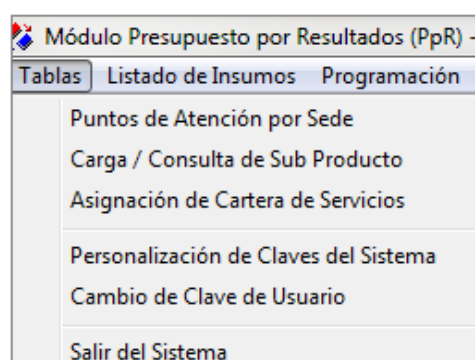 Módulo Presupuesto por Resultados (PpR) -
Tablas Listado de Insumos Programación
Puntos de Atención por Sede
Carga / Consulta de Sub Producto
Asignación de Cartera de Servicios
Personalización de Claves del Sistema
Cambio de Clave de Usuario
Salir del Sistema